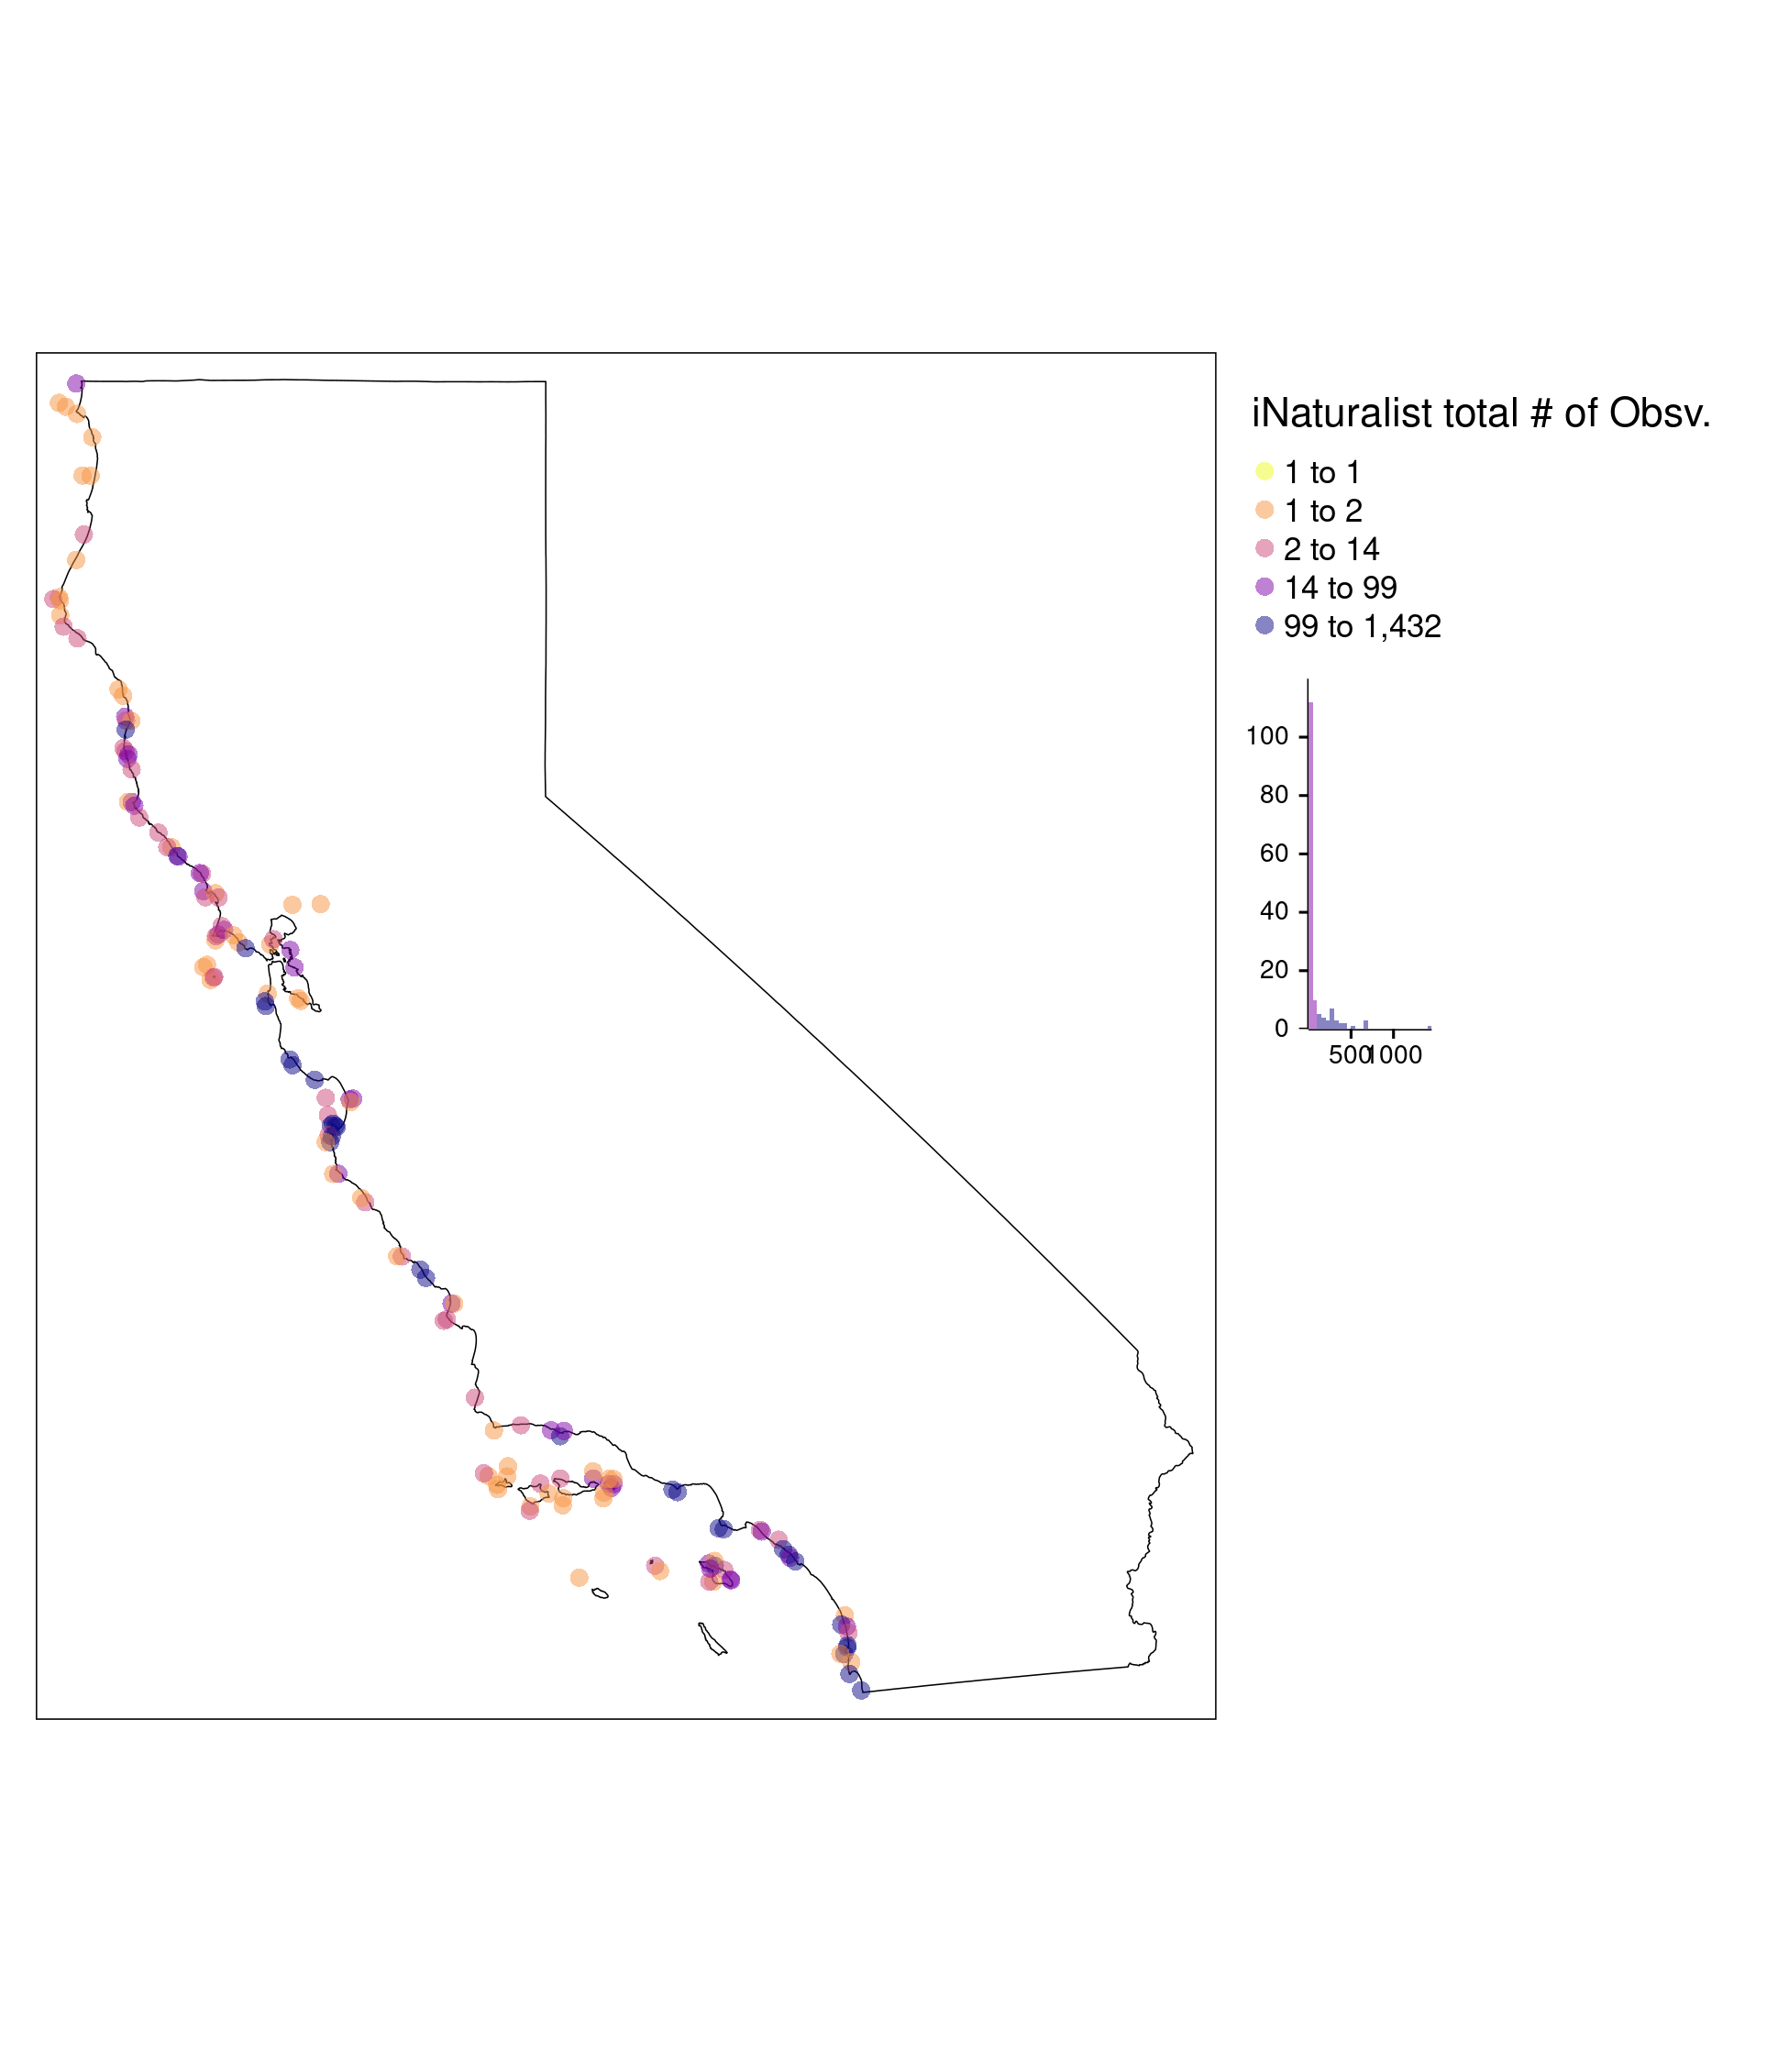 iNaturalist total # of Obsv.
1 to 1
1 to 2
2 to 14
14 to 99
99 to 1,432
100
80
60
40
20
0
500 1000